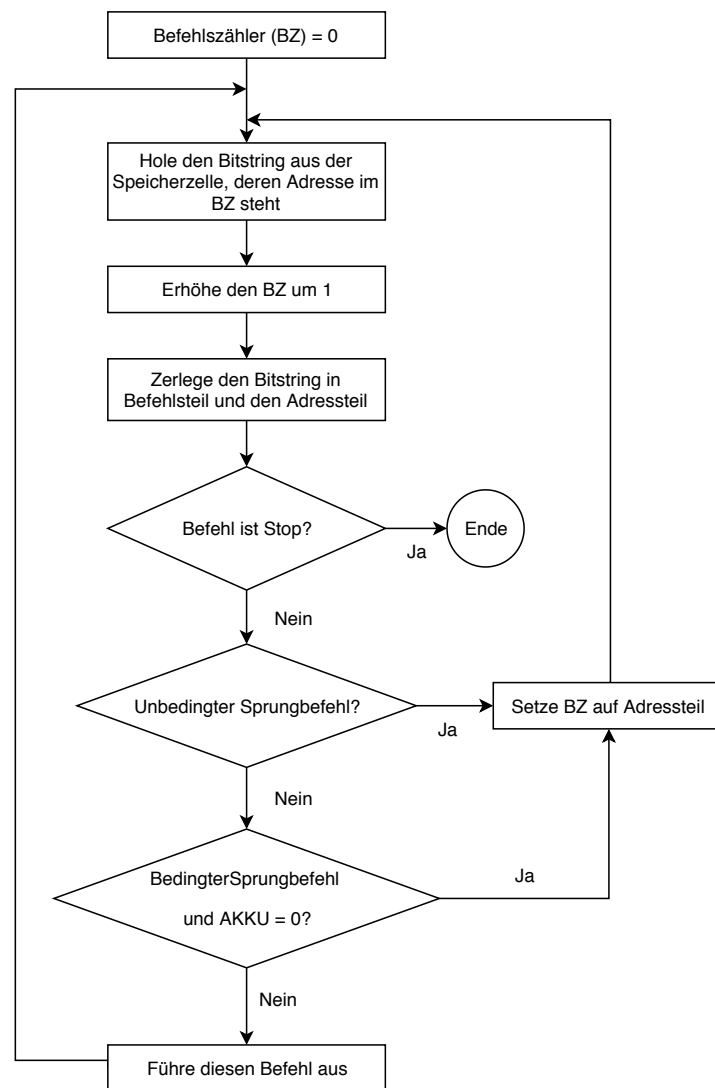 Befehlszähler (BZ) = 0
Hole den Bitstring aus der
Speicherzelle, deren Adresse im
BZ steht
Erhöhe den BZ um 1
Zerlege den Bitstring in
Befehlsteil und den Adressteil
Befehl ist Stop?
Ja
Ende
Nein
Unbedingter Sprungbefehl?
Ja
Setze BZ auf Adressteil
Nein
BedingterSprungbefehl
und AKKU = 0?
Ja
Nein
Führe diesen Befehl aus